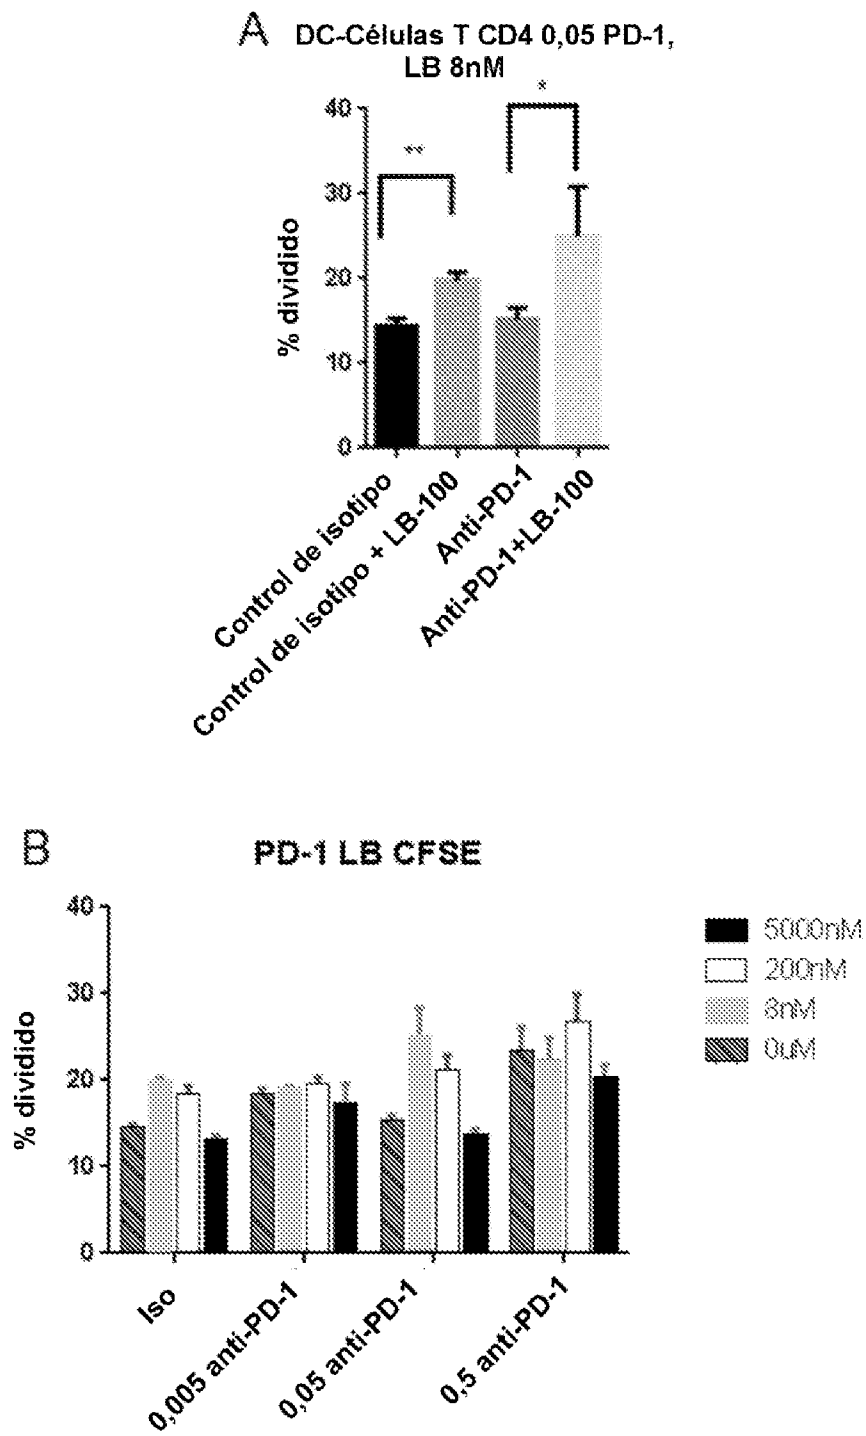 A
DC-Células T CD4 0,05 PD-1,
LB 8nM
40
30
20
10
0
% dividido
**
*
Control de isotipo
Control de isotipo + LB-100
Anti-PD-1
Anti-PD-1+LB-100
B
PD-1 LB CFSE
40
30
20
10
0
% dividido
Iso
0,005 anti-PD-1
0,05 anti-PD-1
0,5 anti-PD-1
5000nM
200nM
8nM
0uM